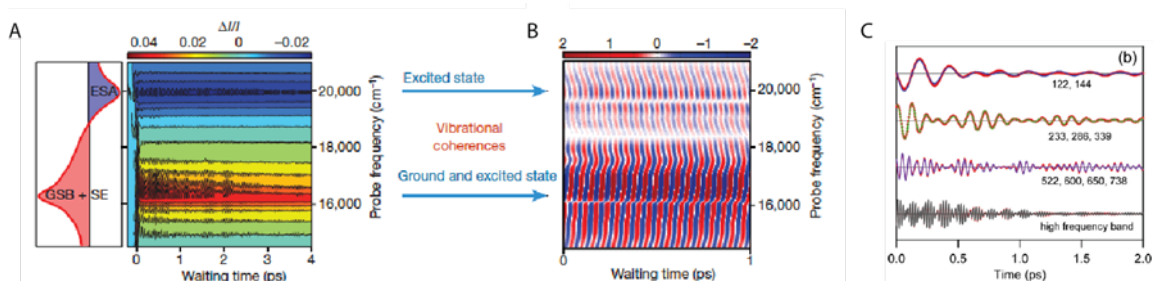 A
ΔI/I
0.04 0.02 0 −0.02
ESA
GSB + SE
20,000
18,000
16,000
Probe frequency (cm⁻¹)
0 1 2 3 4
Waiting time (ps)
Excited state
Vibrational
coherences
Ground and excited state
B
2 1 0 −1 −2
20,000
18,000
16,000
Probe frequency (cm⁻¹)
0 1
Waiting time (ps)
C
(b)
122, 144
233, 286, 339
522, 600, 650, 738
high frequency band
0.0 0.5 1.0 1.5 2.0
Time (ps)